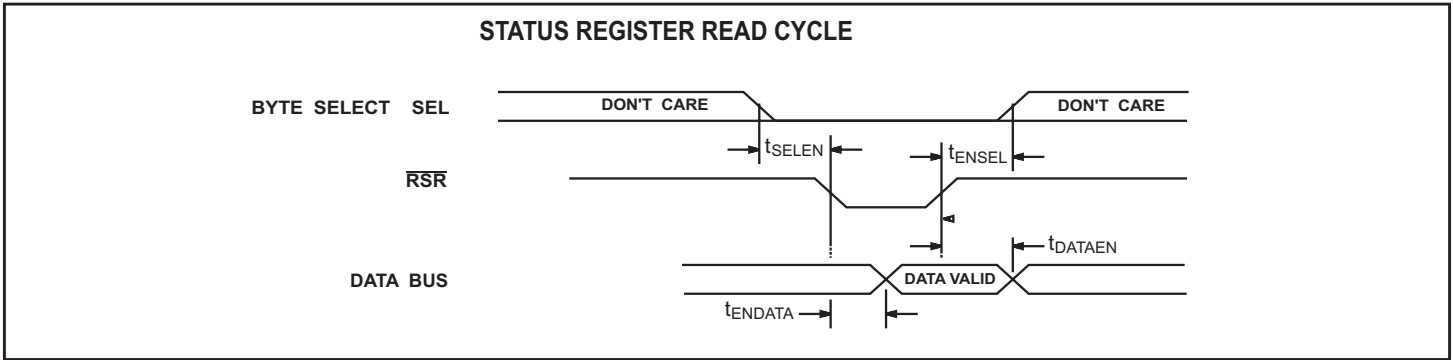 STATUS REGISTER READ CYCLE
BYTE SELECT SEL
DON'T CARE
DON'T CARE
tSELEN
tENSEL
RSR
tDATAEN
DATA BUS
DATA VALID
tENDATA